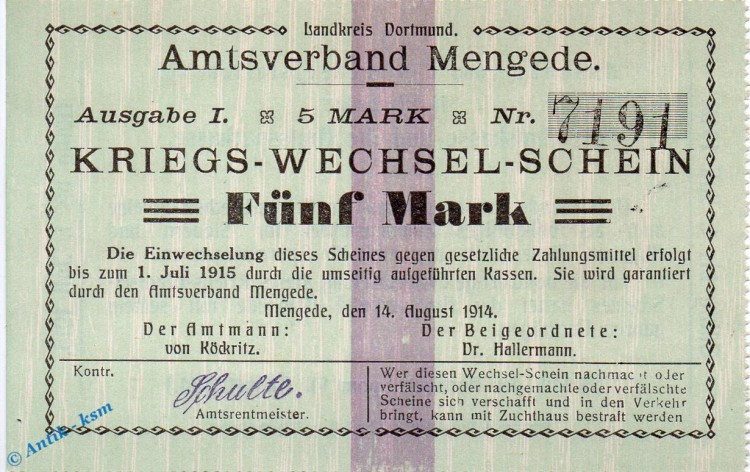 Landkreis Dortmund.
Amtsverband Mengede.
Ausgabe I. 5 MARK Nr. 7191
KRIEGS-WECHSEL-SCHEIN
Fünf Mark
Die Einwechselung dieses Scheines gegen gesetzliche Zahlungsmittel erfolgt
bis zum 1. Juli 1915 durch die umseitig aufgeführten Kassen. Sie wird garantiert
durch den Amtsverband Mengede.
Mengede, den 14. August 1914.
Der Amtmann: Der Beigeordnete:
von Köckritz. Dr. Hallermann.
Kontr.
Schulte.
Amtsrentmeister.
Wer diesen Wechsel-Schein nachmacht oder
verfälscht, oder nachgemachte oder verfälschte
Scheine sich verschafft und in den Verkehr
bringt, kann mit Zuchthaus bestraft werden
© Antik - ksm